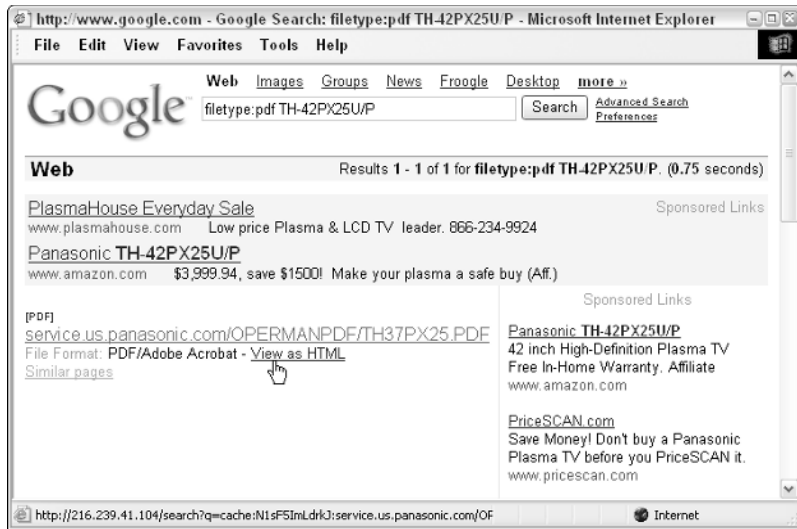 http://www.google.com - Google Search: filetype:pdf TH-42PX25U/P - Microsoft Internet Explorer
File Edit View Favorites Tools Help
Google™
Web Images Groups News Froogle Desktop more »
filetype:pdf TH-42PX25U/P Search Advanced Search
Preferences
Web Results 1 - 1 of 1 for filetype:pdf TH-42PX25U/P. (0.75 seconds)
PlasmaHouse Everyday Sale Sponsored Links
www.plasmahouse.com Low price Plasma & LCD TV leader. 866-234-9924
Panasonic TH-42PX25U/P
www.amazon.com $3,999.94, save $1500! Make your plasma a safe buy (Aff.)
[PDF]
service.us.panasonic.com/OPERMANPDF/TH37PX25.PDF
File Format: PDF/Adobe Acrobat - View as HTML
Similar pages
Sponsored Links
Panasonic TH-42PX25U/P
42 inch High-Definition Plasma TV
Free In-Home Warranty. Affiliate
www.amazon.com
PriceSCAN.com
Save Money! Don't buy a Panasonic
Plasma TV before you PriceSCAN it.
www.pricescan.com
http://216.239.41.104/search?q=cache:N1sF5ImLdrkJ:service.us.panasonic.com/OF Internet